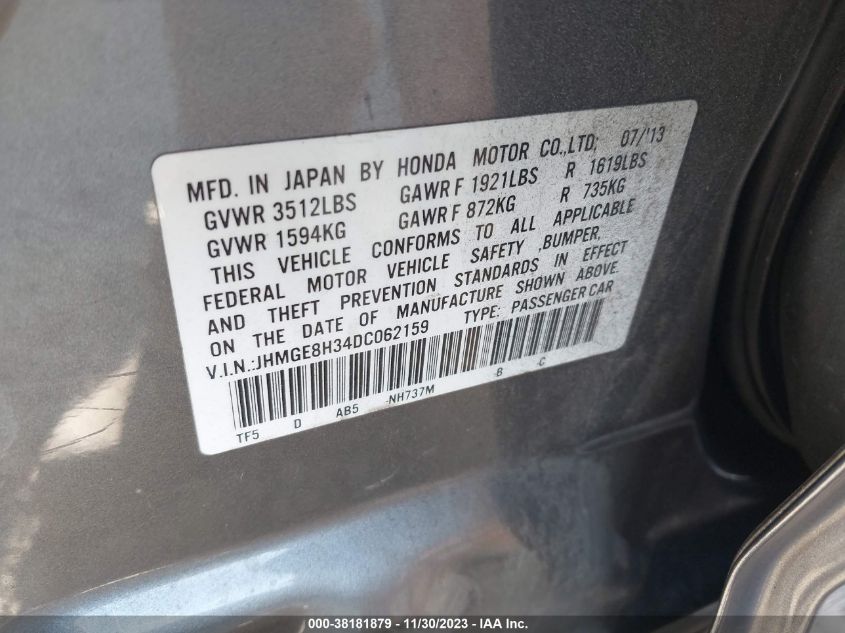 MFD. IN JAPAN BY HONDA MOTOR CO.,LTD; 07/'13
GVWR 3512LBS GAWR F 1921LBS R 1619LBS
GVWR 1594KG GAWR F 872KG R 735KG
THIS VEHICLE CONFORMS TO ALL APPLICABLE
FEDERAL MOTOR VEHICLE SAFETY ,BUMPER,
AND THEFT PREVENTION STANDARDS IN EFFECT
ON THE DATE OF MANUFACTURE SHOWN ABOVE.
V.I.N.:JHMGE8H34DC062159 TYPE: PASSENGER CAR
TF5 D AB5 -NH737M -B -C
000-38181879 - 11/30/2023 - IAA Inc.